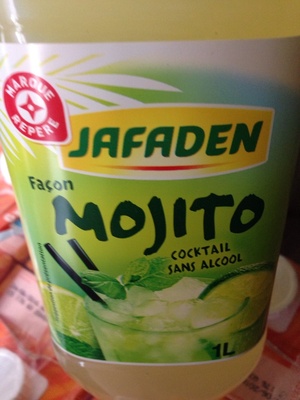 MARQUE
REPÈRE
JAFADEN
Façon
MOJITO
COCKTAIL
SANS ALCOOL
1L